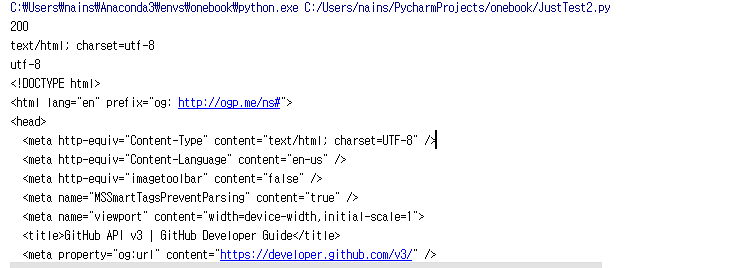 C:₩Users₩nains₩Anaconda3₩envs₩onebook₩python.exe C:/Users/nains/PycharmProjects/onebook/JustTest2.py
200
text/html; charset=utf-8
utf-8
<!DOCTYPE html>
<html lang="en" prefix="og: http://ogp.me/ns#">
<head>
<meta http-equiv="Content-Type" content="text/html; charset=UTF-8" />
<meta http-equiv="Content-Language" content="en-us" />
<meta http-equiv="imagetoolbar" content="false" />
<meta name="MSSmartTagsPreventParsing" content="true" />
<meta name="viewport" content="width=device-width,initial-scale=1">
<title>GitHub API v3 | GitHub Developer Guide</title>
<meta property="og:url" content="https://developer.github.com/v3/" />